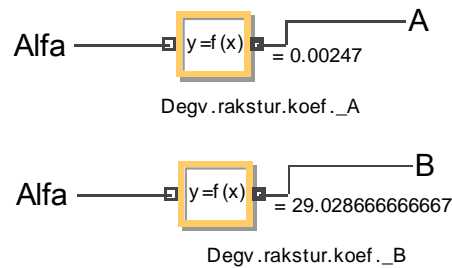 Alfa
y=f(x)
A
= 0.00247
Degv.rakstur.koef._A
Alfa
y=f(x)
B
= 29.028666666667
Degv.rakstur.koef._B